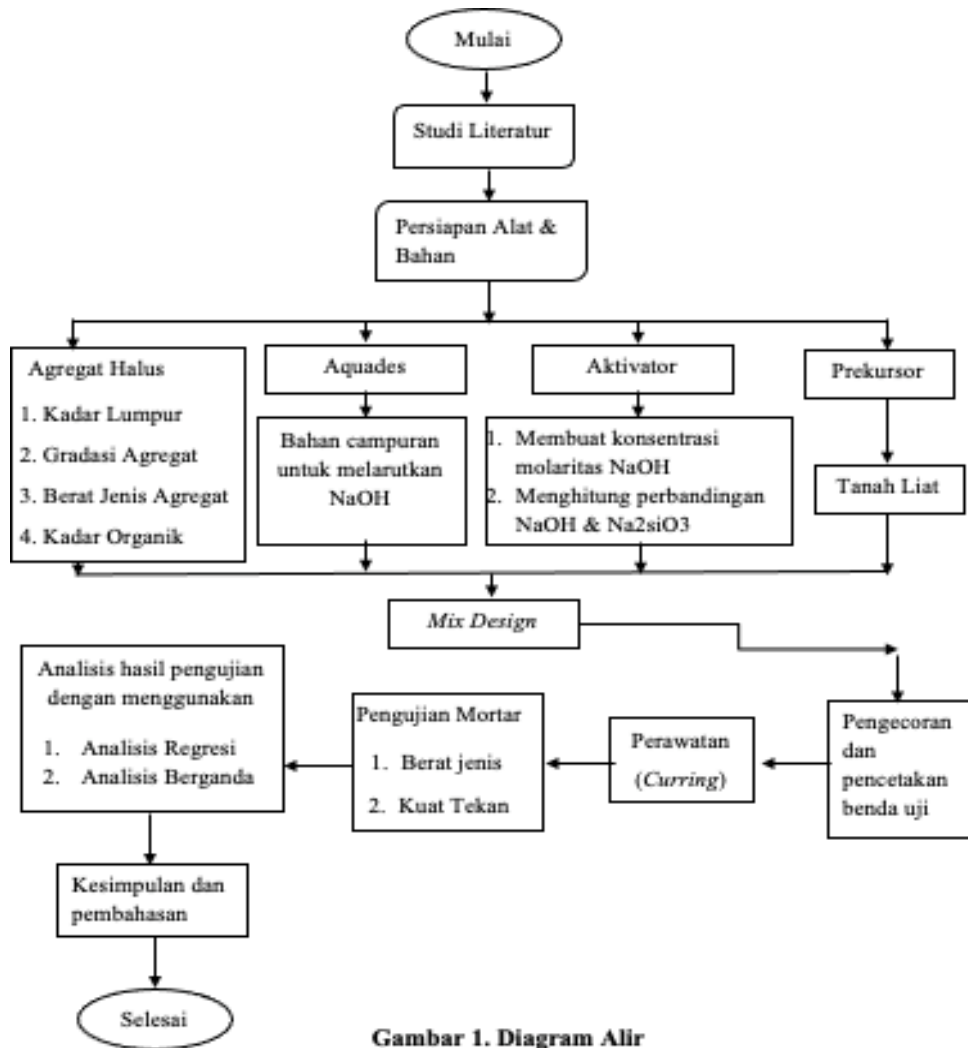 Mulai
Studi Literatur
Persiapan Alat &
Bahan
Agregat Halus
1. Kadar Lumpur
2. Gradasi Agregat
3. Berat Jenis Agregat
4. Kadar Organik
Aquades
Bahan campuran
untuk melarutkan
NaOH
Aktivator
1. Membuat konsentrasi
molaritas NaOH
2. Menghitung perbandingan
NaOH & Na2siO3
Prekursor
Tanah Liat
Mix Design
Pengecoran
dan
pencetakan
benda uji
Perawatan
(Curring)
Pengujian Mortar
1. Berat jenis
2. Kuat Tekan
Analisis hasil pengujian
dengan menggunakan
1. Analisis Regresi
2. Analisis Berganda
Kesimpulan dan
pembahasan
Selesai
Gambar 1. Diagram Alir